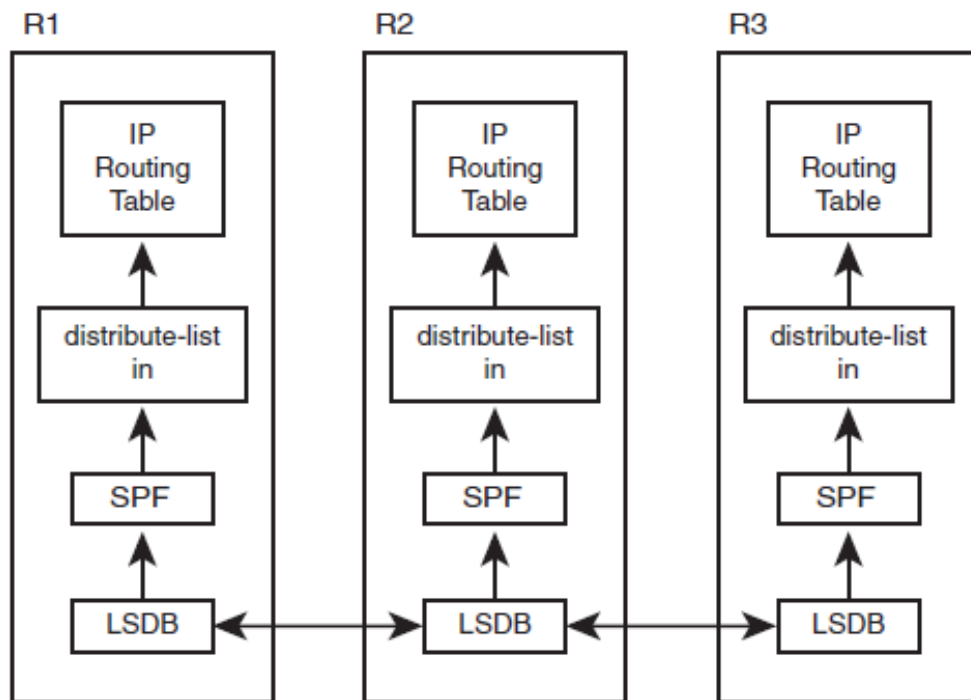 R1
R2
R3
IP
Routing
Table
IP
Routing
Table
IP
Routing
Table
distribute-list
in
distribute-list
in
distribute-list
in
SPF
SPF
SPF
LSDB
LSDB
LSDB